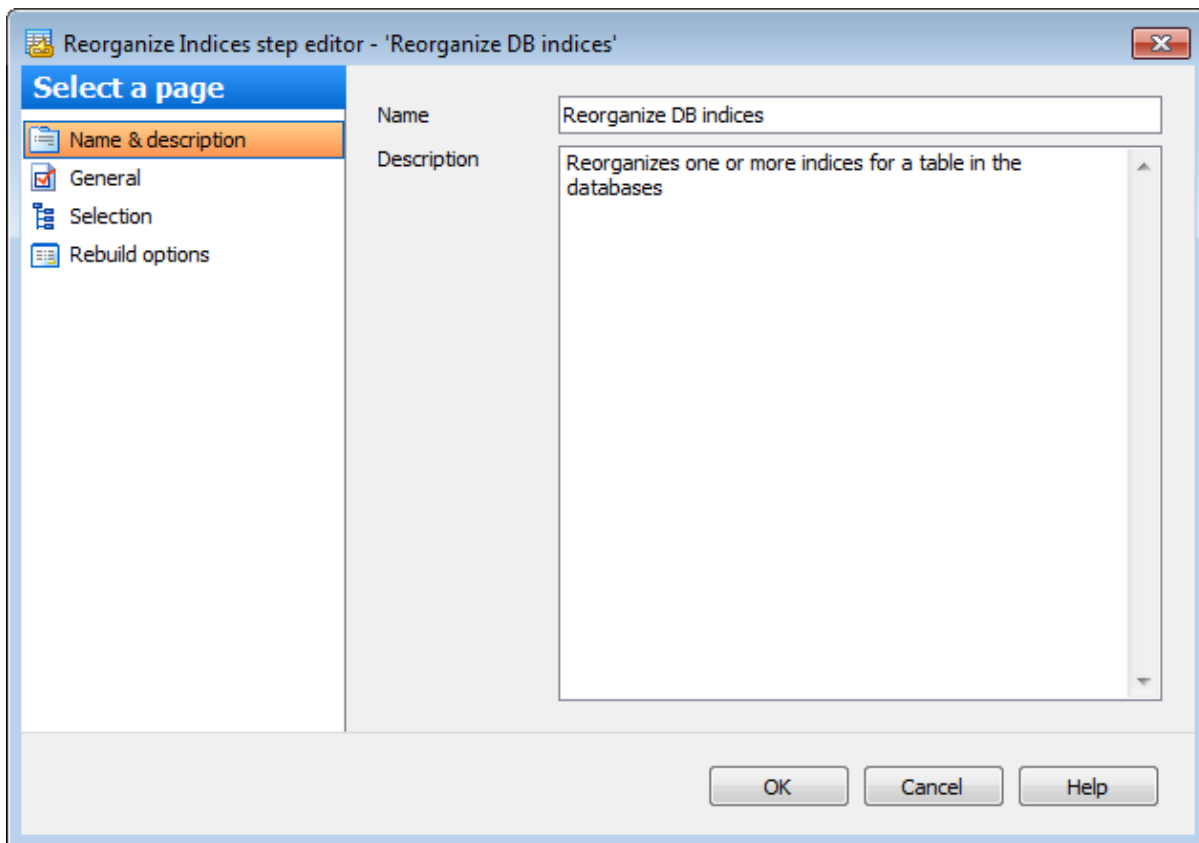 Reorganize Indices step editor - 'Reorganize DB indices'
Select a page
Name & description
General
Selection
Rebuild options
Name
Reorganize DB indices
Description
Reorganizes one or more indices for a table in the
databases
OK
Cancel
Help